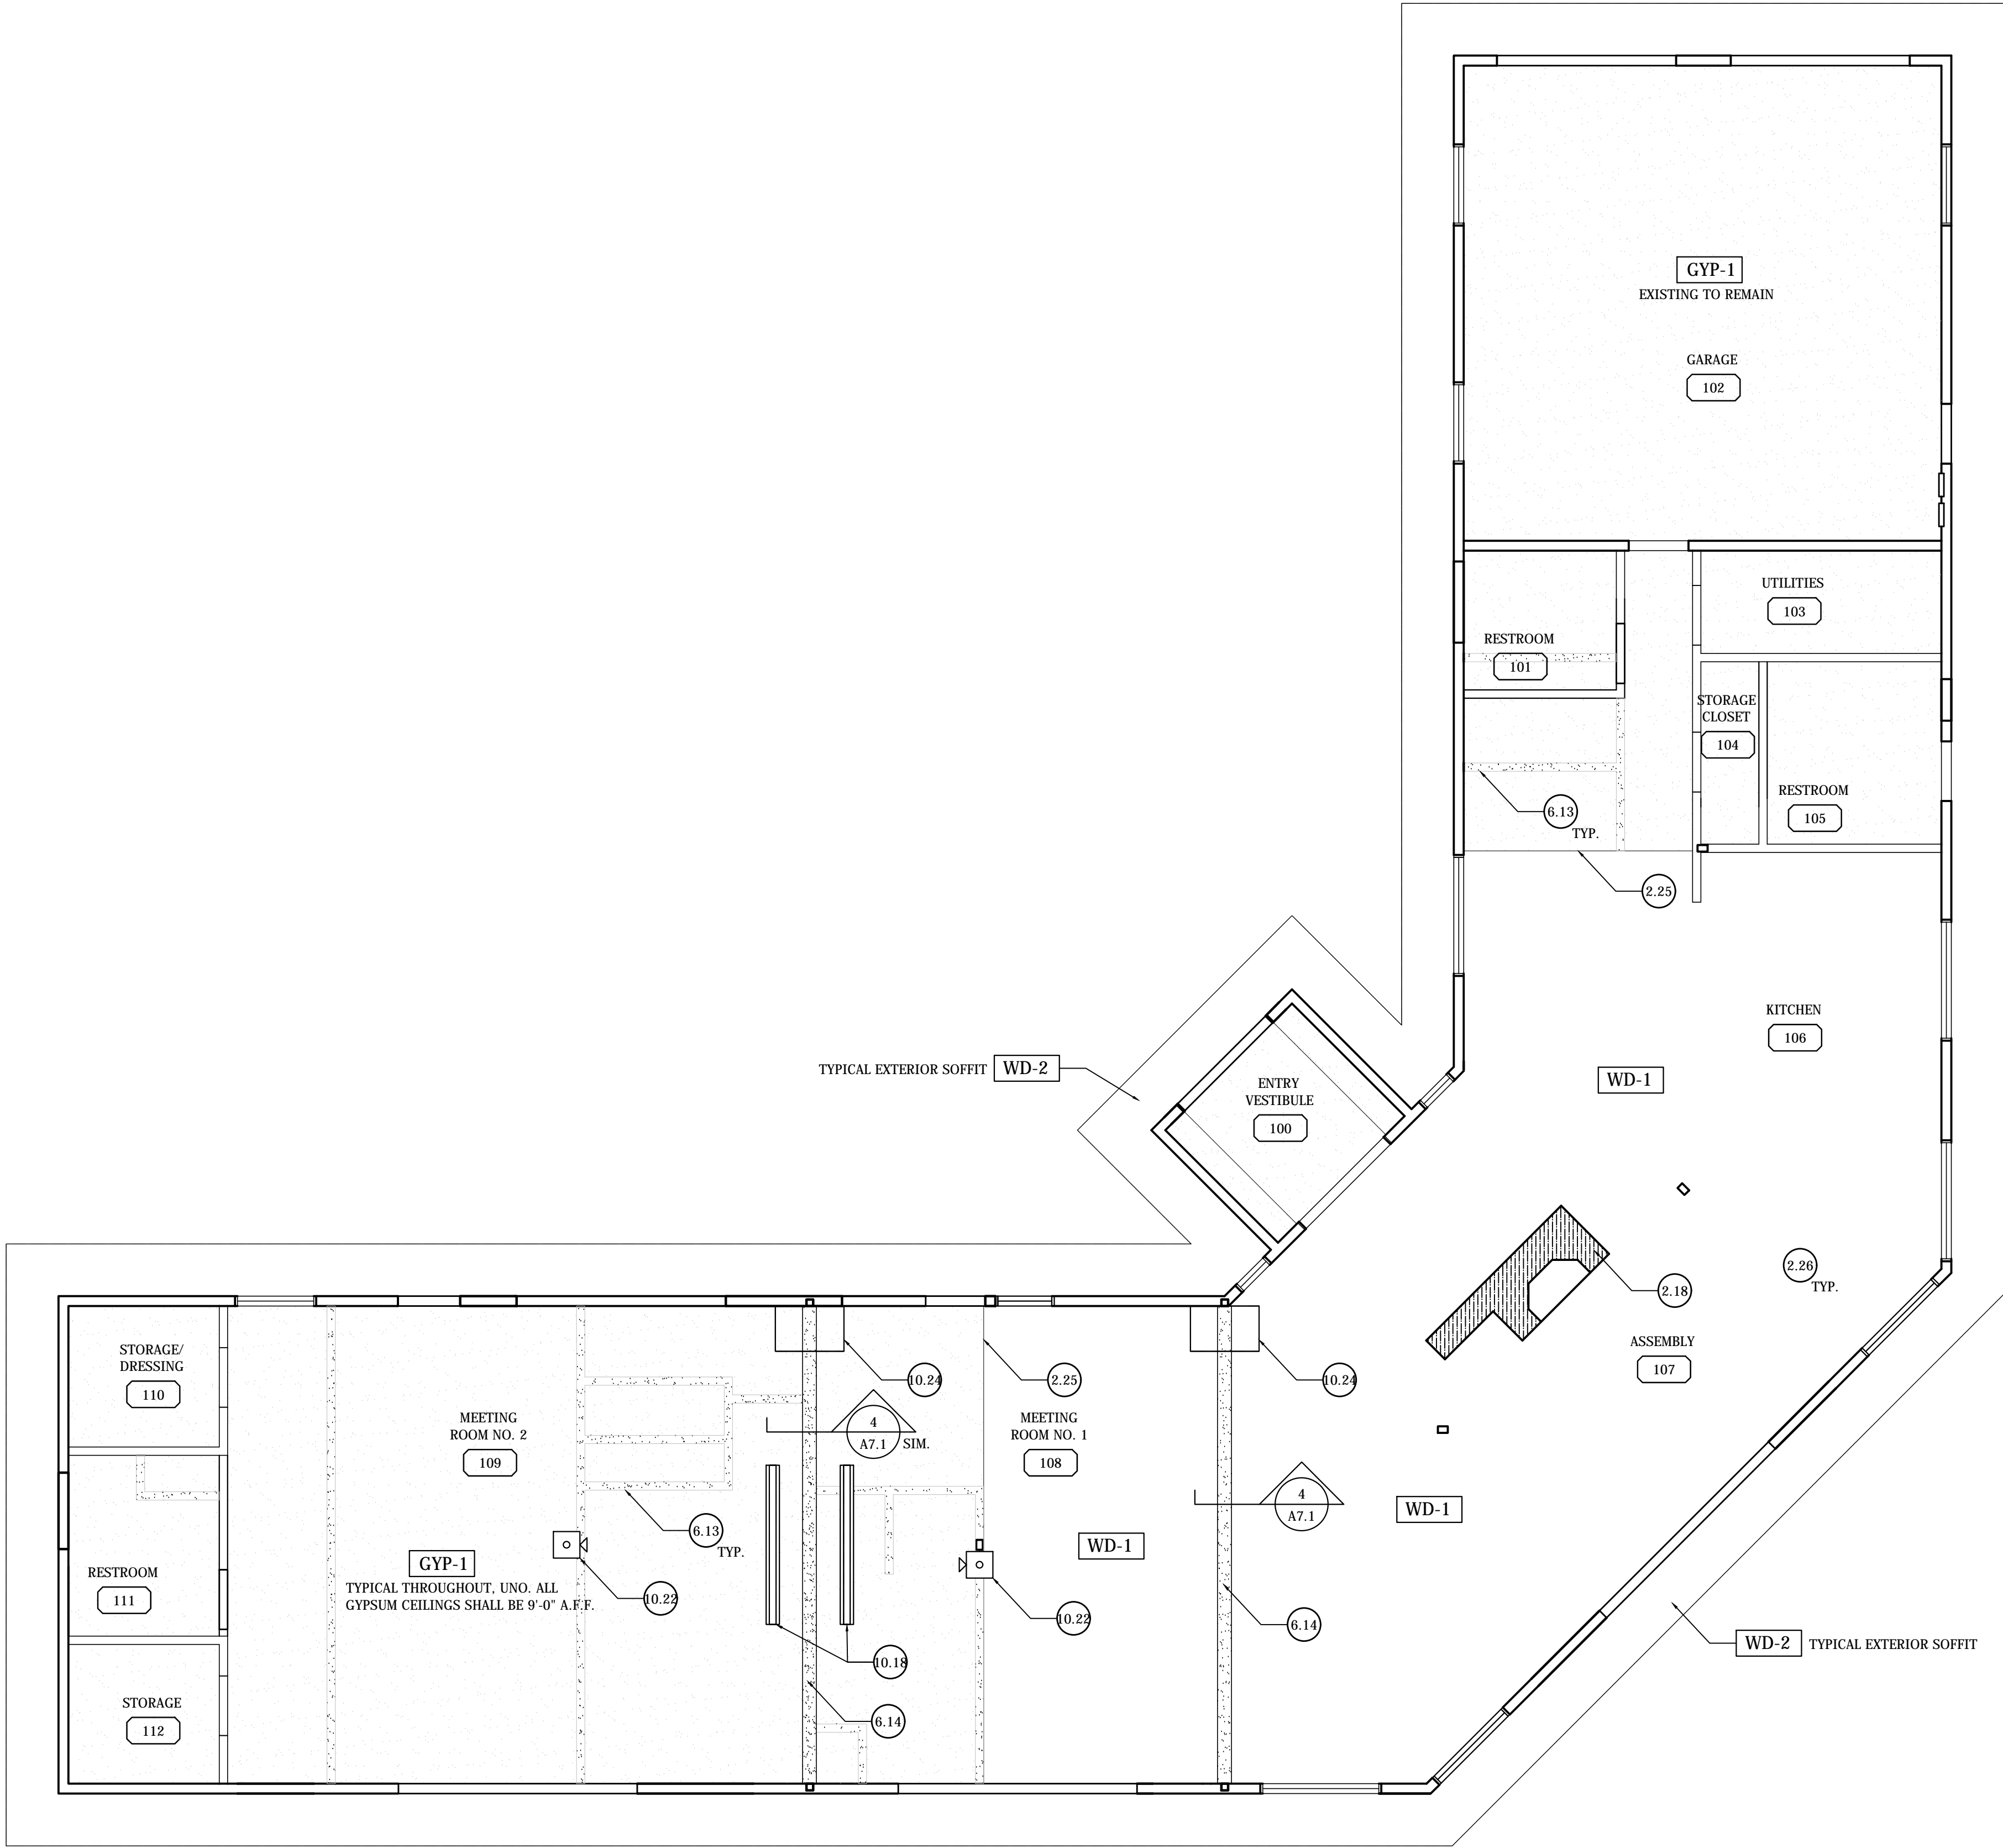 GYP-1
EXISTING TO REMAIN
GARAGE
102
UTILITIES
103
RESTROOM
101
STORAGE
CLOSET
104
RESTROOM
105
6.13
TYP.
2.25
KITCHEN
106
TYPICAL EXTERIOR SOFFIT WD-2
WD-1
ENTRY
VESTIBULE
100
2.26
TYP.
2.18
ASSEMBLY
107
STORAGE/
DRESSING
110
10.24
2.25
10.24
MEETING
ROOM NO. 2
109
4
A7.1 SIM.
MEETING
ROOM NO. 1
108
4
A7.1
WD-1
6.13
TYP.
WD-1
GYP-1
TYPICAL THROUGHOUT, UNO. ALL
GYPSUM CEILINGS SHALL BE 9'-0" A.F.F.
RESTROOM
111
10.22
10.22
6.14
WD-2 TYPICAL EXTERIOR SOFFIT
10.18
STORAGE
112
6.14